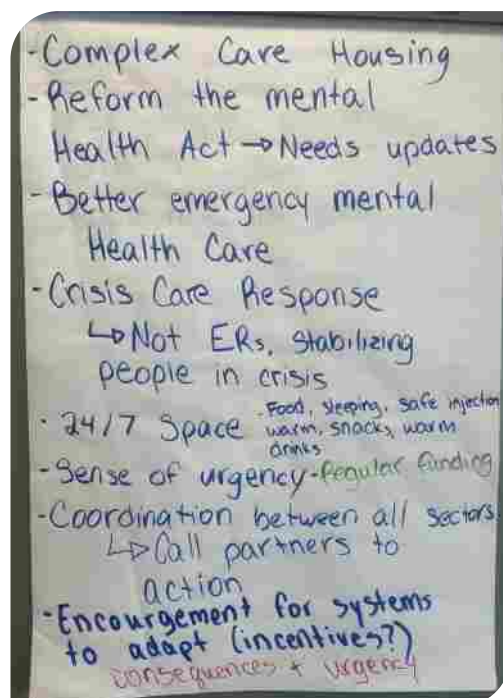 - Complex Care Housing
- Reform the mental
Health Act → Needs updates
- Better emergency mental
Health Care
- Crisis Care Response
↳ Not ERs, stabilizing
people in crisis
· 24/7 Space - Food, sleeping, safe injection
warm, snacks, warm
drinks
- Sense of urgency - Regular funding
- Coordination between all sectors
↳ Call partners to
action
- Encourgement for systems
to adapt (incentives?)
consequences + urgency